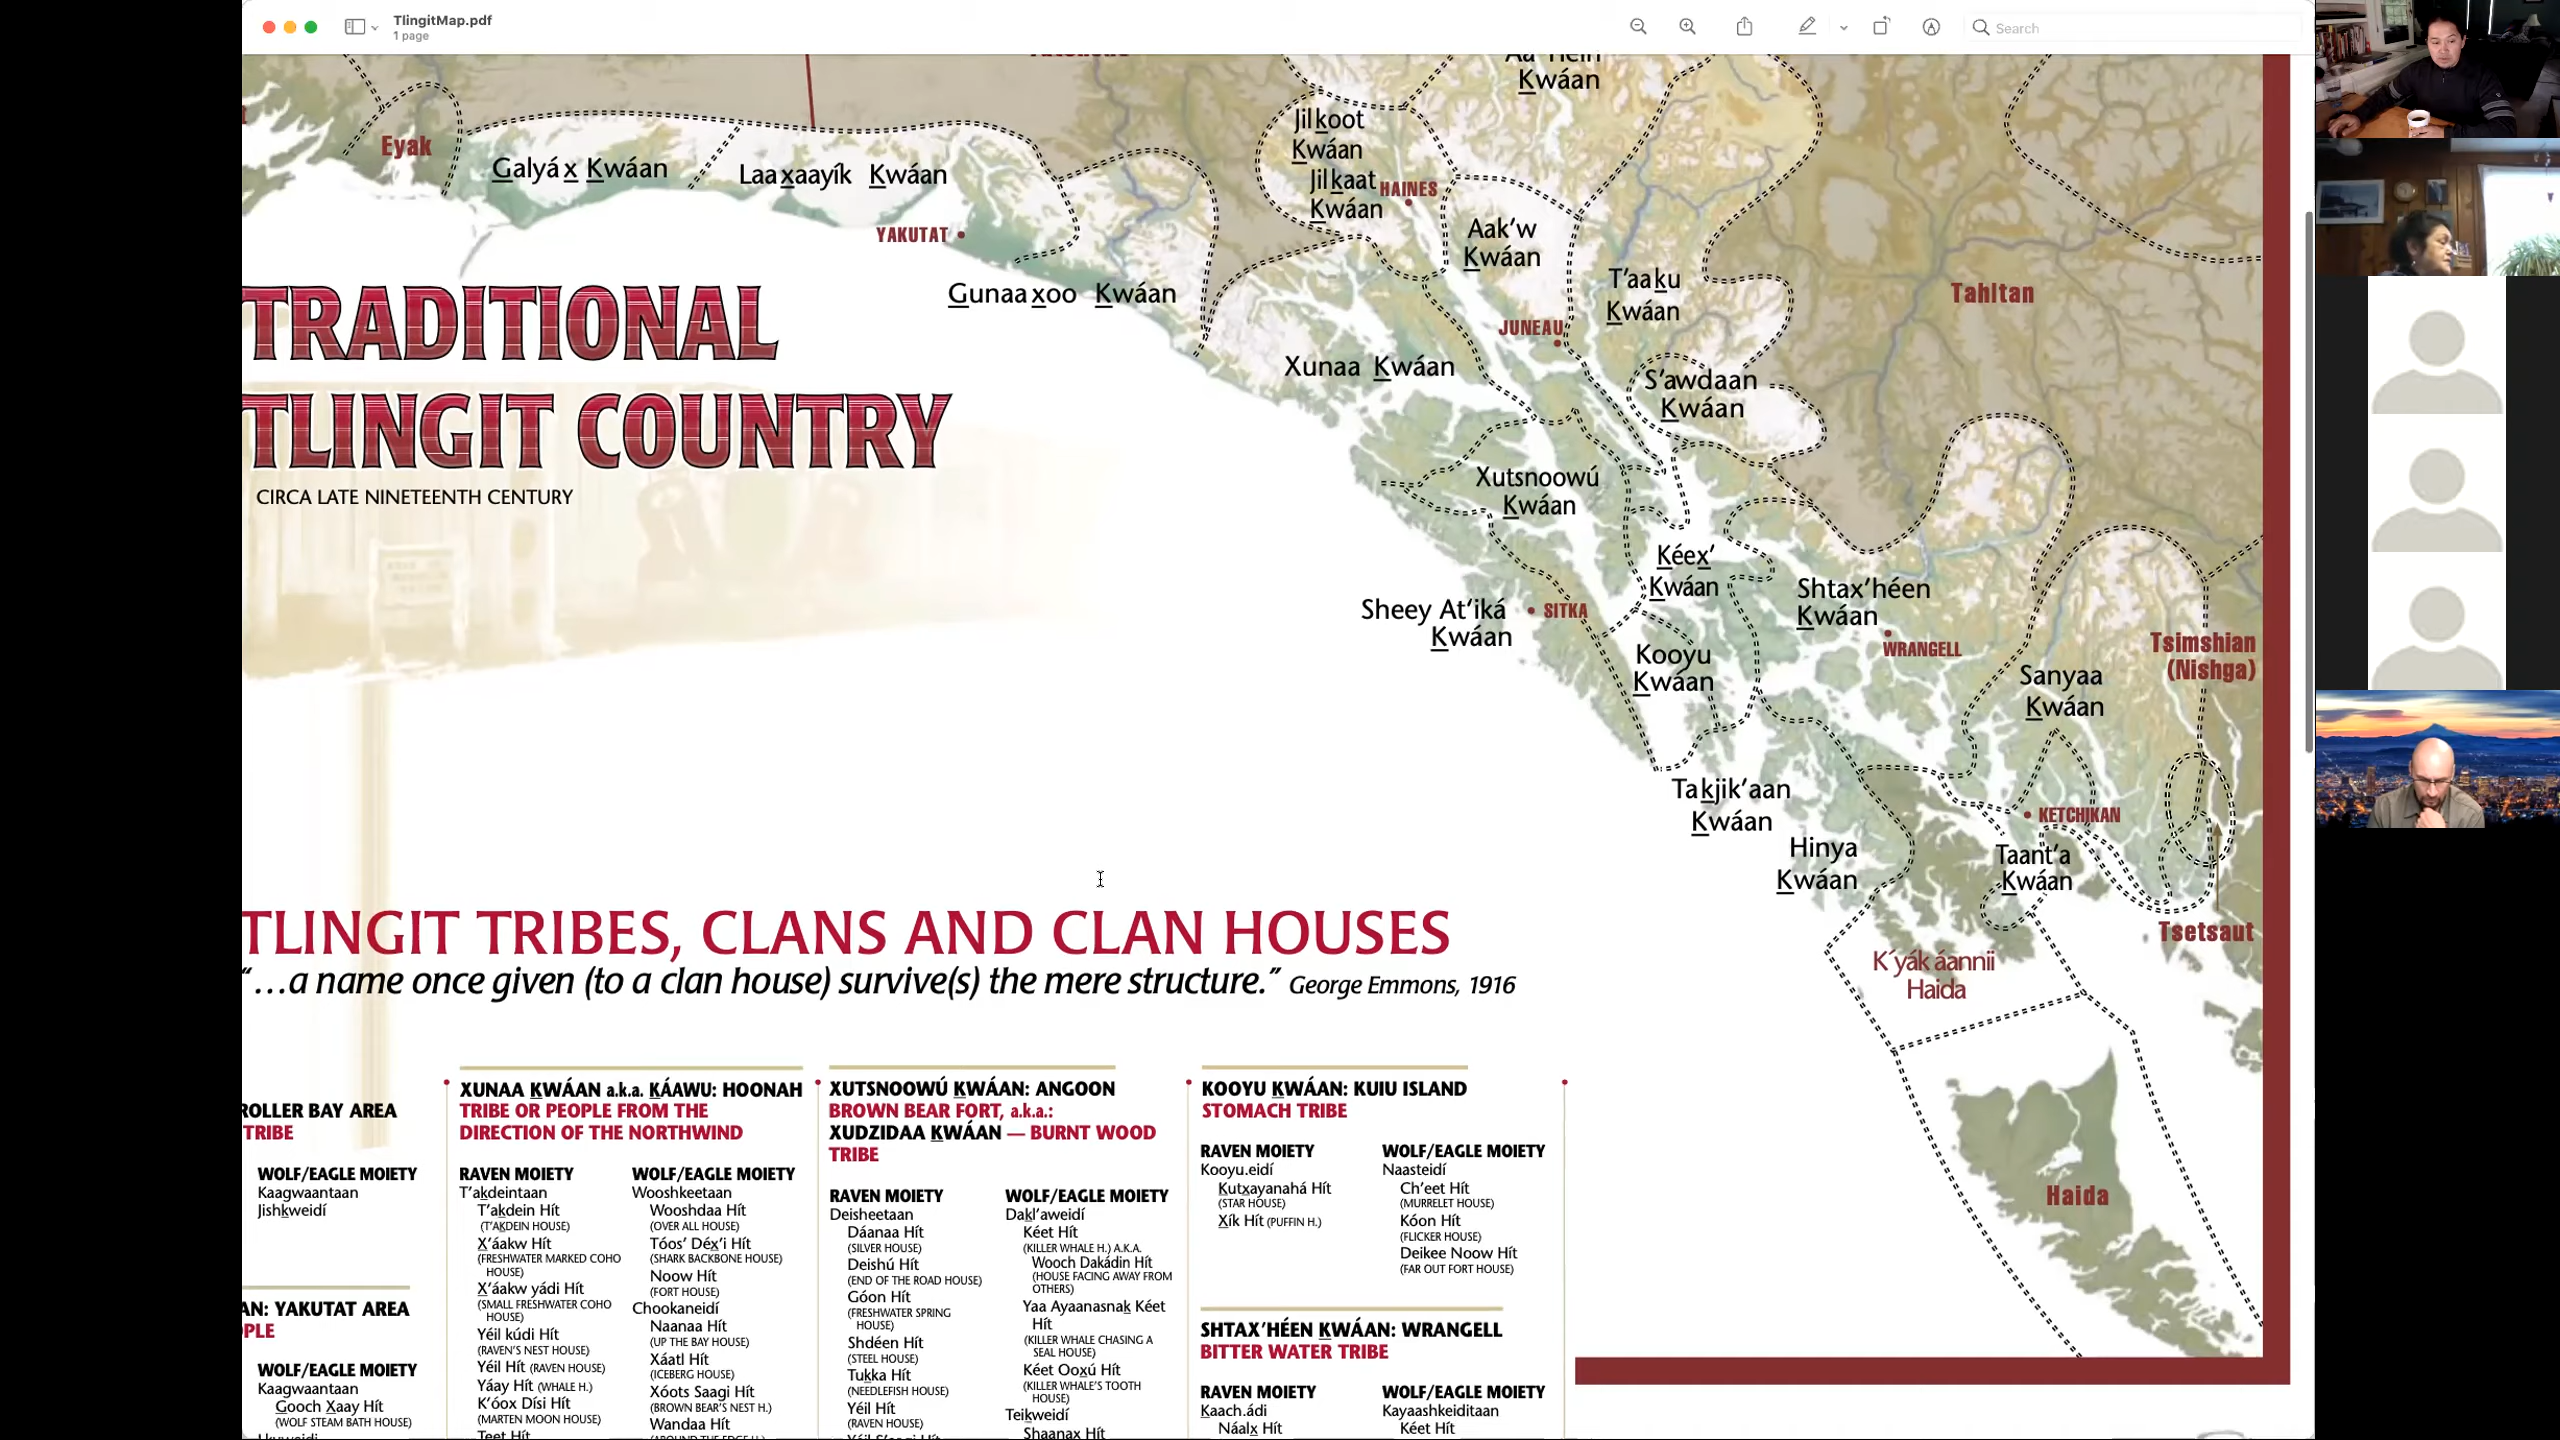 TlingitMap.pdf
1 page
Search
Kwáan
Eyak
Galyáx Kwáan
Laaxaayík Kwáan
YAKUTAT
Gunaaxoo Kwáan
Jilkoot
Kwáan
Jilkaat
Kwáan
HAINES
Aak'w
Kwáan
T'aaku
Kwáan
JUNEAU
Tahltan
Xunaa Kwáan
S'awdaan
Kwáan
TRADITIONAL
TLINGIT COUNTRY
CIRCA LATE NINETEENTH CENTURY
Xutsnoowú
Kwáan
Kéex'
Kwáan
Shtax'héen
Kwáan
WRANGELL
Sheey At'iká
Kwáan
SITKA
Kooyu
Kwáan
Tsimshian
(Nishga)
Sanyaa
Kwáan
Takjik'aan
Kwáan
KETCHIKAN
Hinya
Kwáan
Taant'a
Kwáan
Tsetsaut
K'yák áannii
Haida
Haida
TLINGIT TRIBES, CLANS AND CLAN HOUSES
"…a name once given (to a clan house) survive(s) the mere structure." George Emmons, 1916
ROLLER BAY AREA
TRIBE
WOLF/EAGLE MOIETY
Kaagwaantaan
Jishkweidí
AN: YAKUTAT AREA
PLE
WOLF/EAGLE MOIETY
Kaagwaantaan
Gooch Xaay Hít
(WOLF STEAM BATH HOUSE)
XUNAA KWÁAN a.k.a. KÁAWU: HOONAH
TRIBE OR PEOPLE FROM THE
DIRECTION OF THE NORTHWIND
RAVEN MOIETY
T'akdeintaan
T'akdein Hít
(T'AKDEIN HOUSE)
X'áakw Hít
(FRESHWATER MARKED COHO
HOUSE)
X'áakw yádi Hít
(SMALL FRESHWATER COHO
HOUSE)
Yéil kúdi Hít
(RAVEN'S NEST HOUSE)
Yéil Hít (RAVEN HOUSE)
Yáay Hít (WHALE H.)
K'óox Dísi Hít
(MARTEN MOON HOUSE)
Teet Hít
WOLF/EAGLE MOIETY
Wooshkeetaan
Wooshdaa Hít
(OVER ALL HOUSE)
Tóos' Déx'i Hít
(SHARK BACKBONE HOUSE)
Noow Hít
(FORT HOUSE)
Chookaneidí
Naanaa Hít
(UP THE BAY HOUSE)
Xáatl Hít
(ICEBERG HOUSE)
Xóots Saagi Hít
(BROWN BEAR'S NEST H.)
Wandaa Hít
XUTSNOOWÚ KWÁAN: ANGOON
BROWN BEAR FORT, a.k.a.:
XUDZIDAA KWÁAN — BURNT WOOD
TRIBE
RAVEN MOIETY
Deisheetaan
Dáanaa Hít
(SILVER HOUSE)
Deishú Hít
(END OF THE ROAD HOUSE)
Góon Hít
(FRESHWATER SPRING
HOUSE)
Shdéen Hít
(STEEL HOUSE)
Tukka Hít
(NEEDLEFISH HOUSE)
Yéil Hít
(RAVEN HOUSE)
WOLF/EAGLE MOIETY
Dakl'aweidí
Kéet Hít
(KILLER WHALE H.) A.K.A.
Wooch Dakádin Hít
(HOUSE FACING AWAY FROM
OTHERS)
Yaa Ayaanasnak Kéet
Hít
(KILLER WHALE CHASING A
SEAL HOUSE)
Kéet Ooxú Hít
(KILLER WHALE'S TOOTH
HOUSE)
Teikweidí
Shaanax Hít
KOOYU KWÁAN: KUIU ISLAND
STOMACH TRIBE
RAVEN MOIETY
Kooyu.eidí
Kutxayanahá Hít
(STAR HOUSE)
Xík Hít (PUFFIN H.)
WOLF/EAGLE MOIETY
Naasteidí
Ch'eet Hít
(MURRELET HOUSE)
Kóon Hít
(FLICKER HOUSE)
Deikee Noow Hít
(FAR OUT FORT HOUSE)
SHTAX'HÉEN KWÁAN: WRANGELL
BITTER WATER TRIBE
RAVEN MOIETY
Kaach.ádi
Náalx Hít
WOLF/EAGLE MOIETY
Kayaashkeiditaan
Kéet Hít